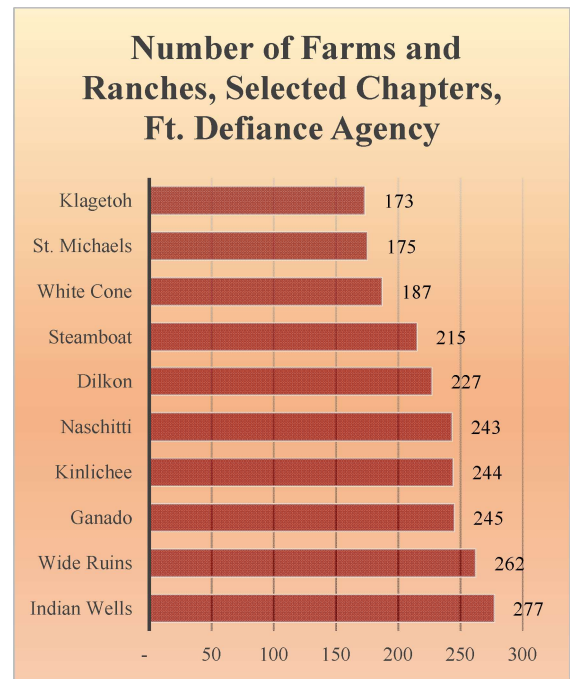 Number of Farms and
Ranches, Selected Chapters,
Ft. Defiance Agency
Klagetoh 173
St. Michaels 175
White Cone 187
Steamboat 215
Dilkon 227
Naschitti 243
Kinlichee 244
Ganado 245
Wide Ruins 262
Indian Wells 277
- 50 100 150 200 250 300